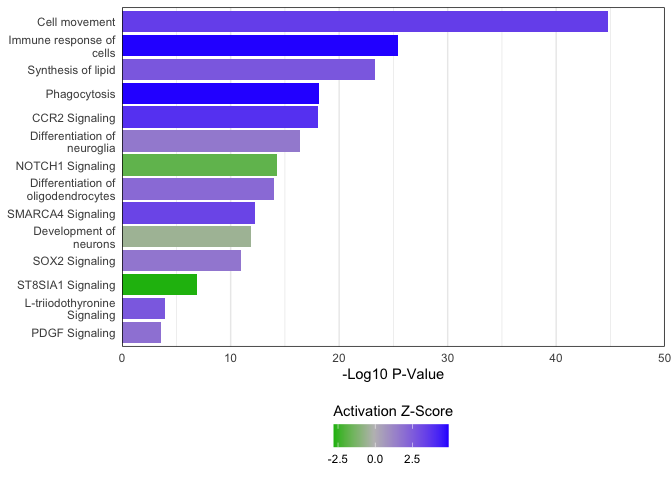 Cell movement
Immune response of
cells
Synthesis of lipid
Phagocytosis
CCR2 Signaling
Differentiation of
neuroglia
NOTCH1 Signaling
Differentiation of
oligodendrocytes
SMARCA4 Signaling
Development of
neurons
SOX2 Signaling
ST8SIA1 Signaling
L-triiodothyronine
Signaling
PDGF Signaling
0 10 20 30 40 50
-Log10 P-Value
Activation Z-Score
-2.5 0.0 2.5